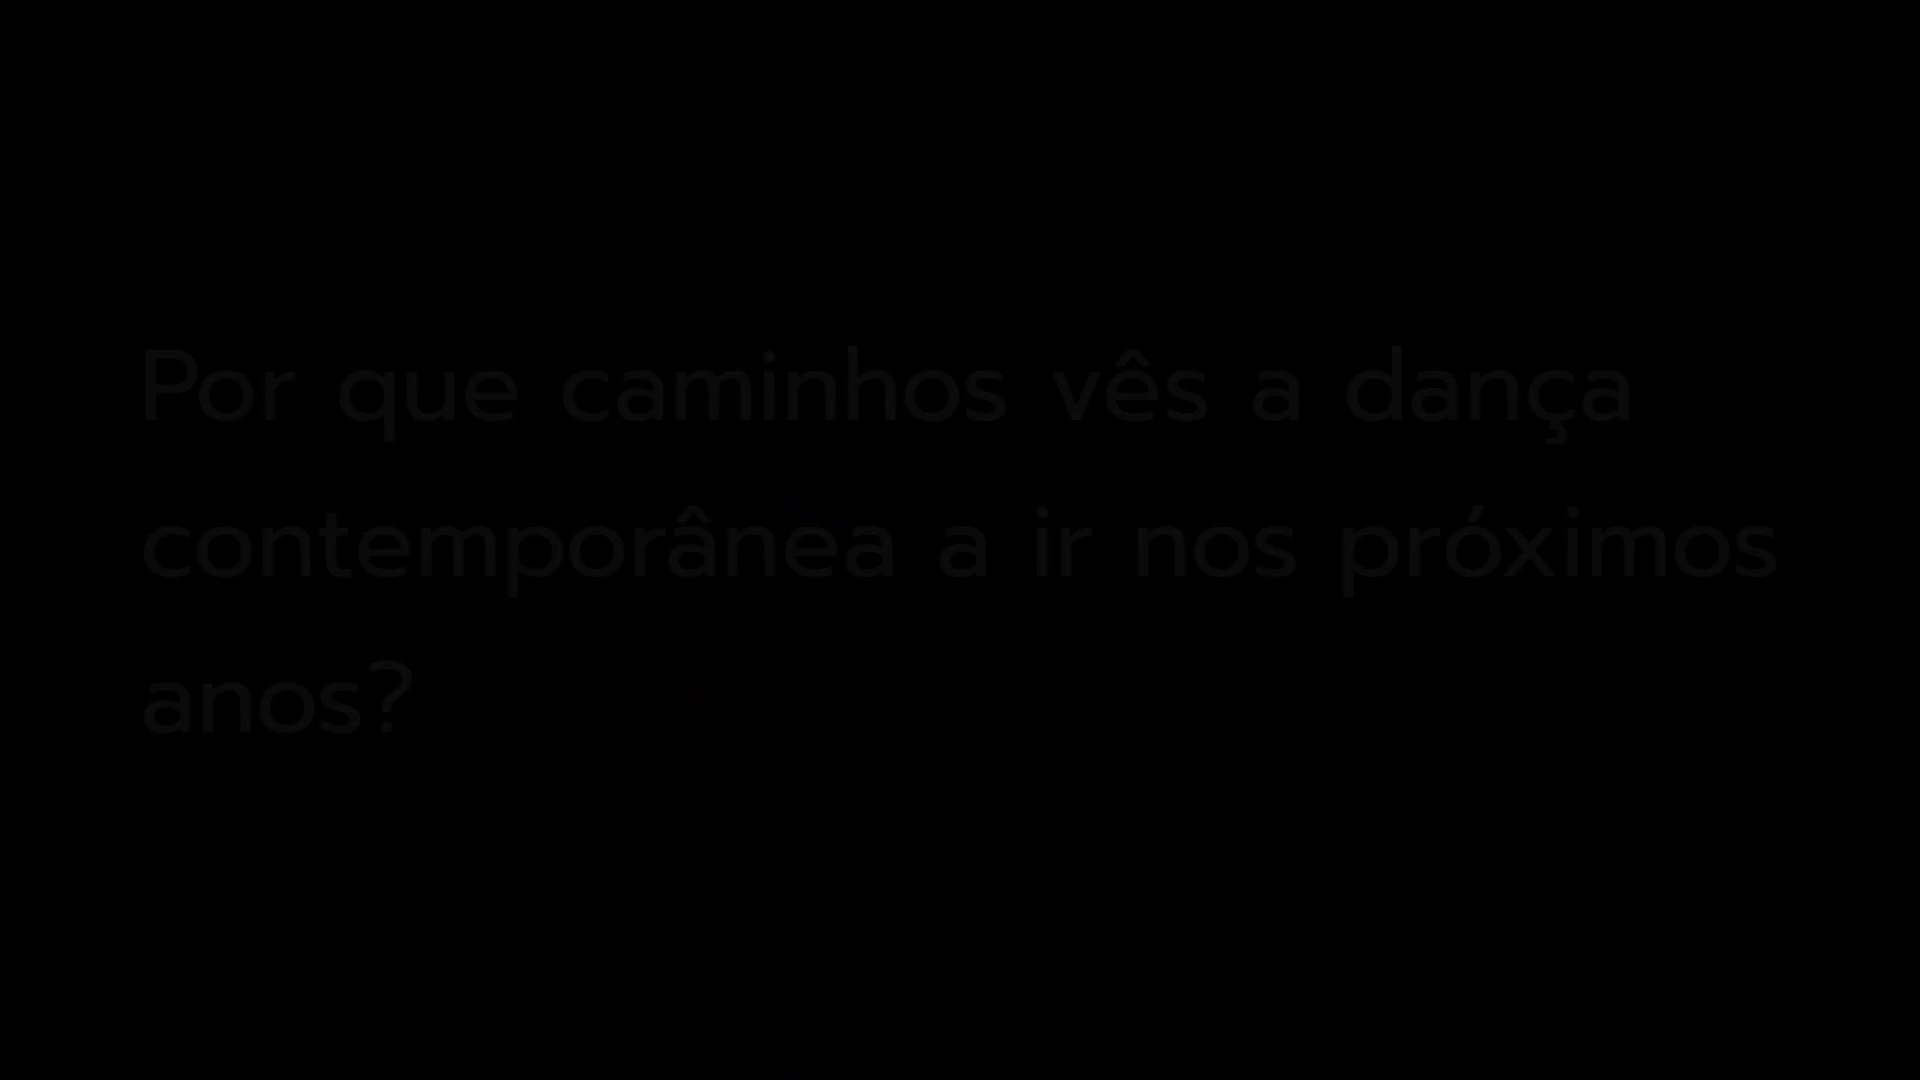 Por que caminhos vês a dança
contemporânea a ir nos próximos
anos?